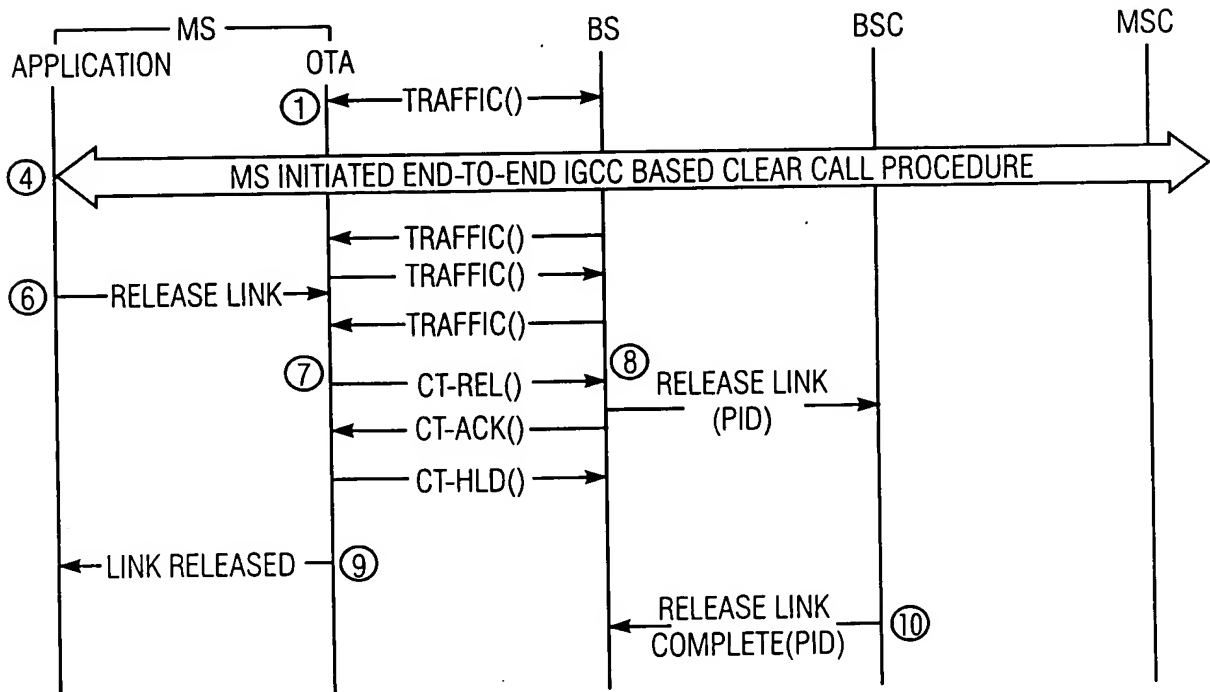 MS
BS
BSC
MSC
APPLICATION
OTA
① TRAFFIC()
④ MS INITIATED END-TO-END IGCC BASED CLEAR CALL PROCEDURE
TRAFFIC()
TRAFFIC()
⑥ RELEASE LINK
TRAFFIC()
⑦ CT-REL()
⑧ RELEASE LINK
(PID)
CT-ACK()
CT-HLD()
LINK RELEASED ⑨
RELEASE LINK ⑩
COMPLETE(PID)